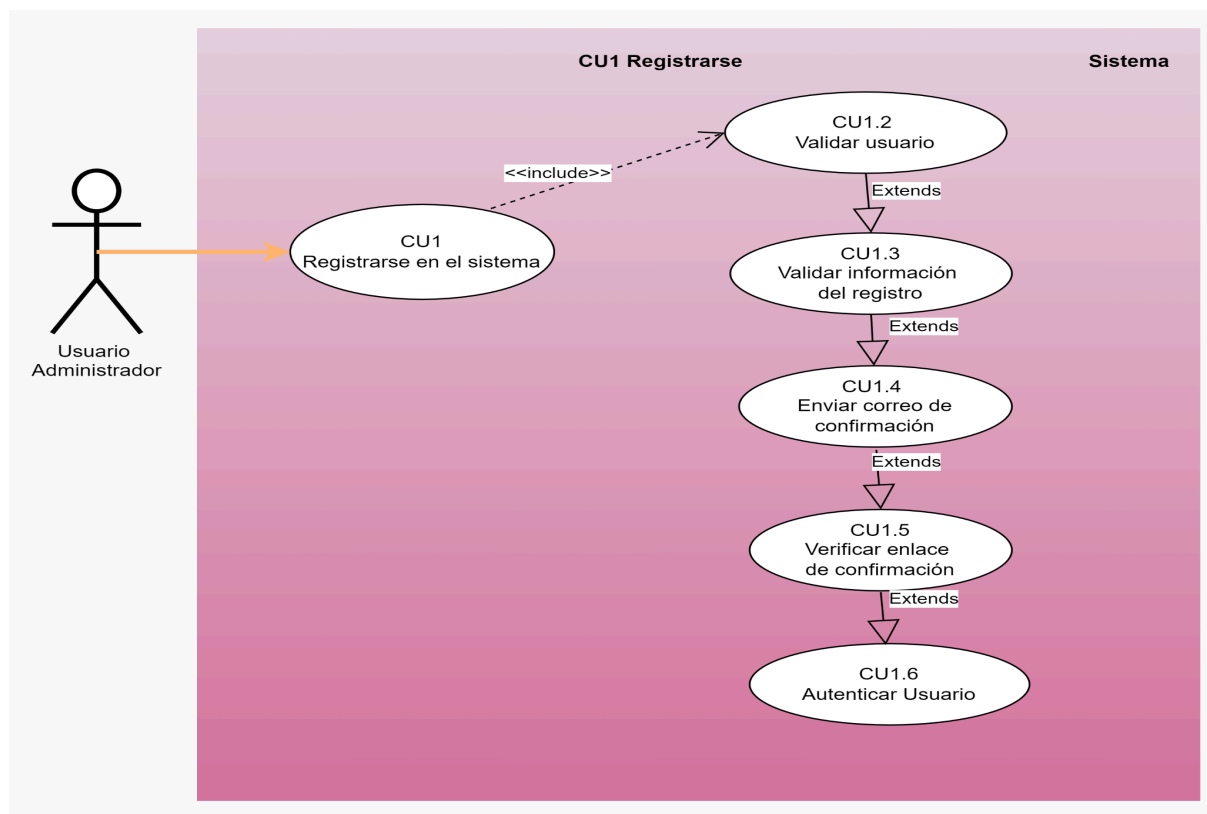 CU1 Registrarse
Sistema
CU1.2
Validar usuario
<<include>>
Extends
CU1
Registrarse en el sistema
CU1.3
Validar información
del registro
Extends
Usuario
Administrador
CU1.4
Enviar correo de
confirmación
Extends
CU1.5
Verificar enlace
de confirmación
Extends
CU1.6
Autenticar Usuario